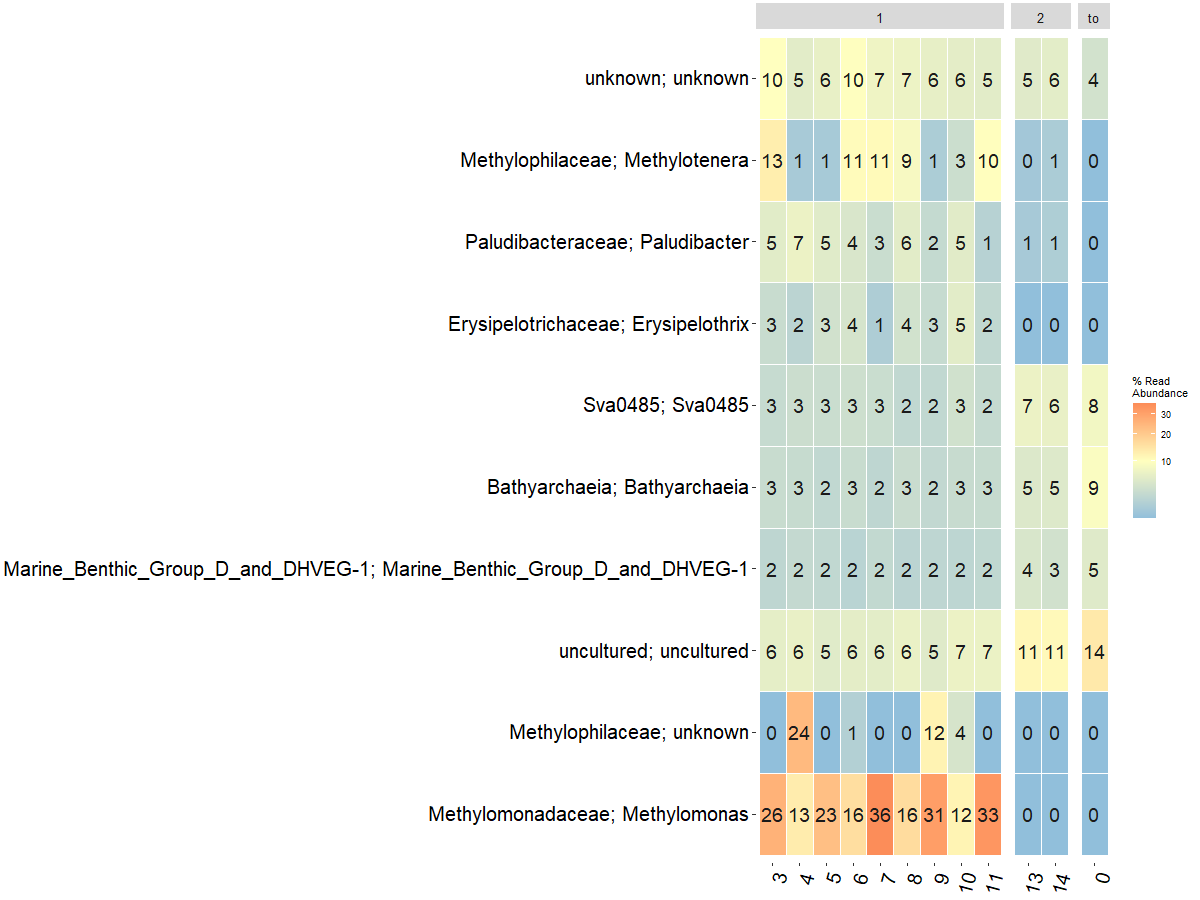 1 2 to
unknown; unknown 10 5 6 10 7 7 6 6 5 5 6 4
Methylophilaceae; Methylotenera 13 1 1 11 11 9 1 3 10 0 1 0
Paludibacteraceae; Paludibacter 5 7 5 4 3 6 2 5 1 1 1 0
Erysipelotrichaceae; Erysipelothrix 3 2 3 4 1 4 3 5 2 0 0 0
Sva0485; Sva0485 3 3 3 3 3 2 2 3 2 7 6 8
Bathyarchaeia; Bathyarchaeia 3 3 2 3 2 3 2 3 3 5 5 9
Marine_Benthic_Group_D_and_DHVEG-1; Marine_Benthic_Group_D_and_DHVEG-1 2 2 2 2 2 2 2 2 2 4 3 5
uncultured; uncultured 6 6 5 6 6 6 5 7 7 11 11 14
Methylophilaceae; unknown 0 24 0 1 0 0 12 4 0 0 0 0
Methylomonadaceae; Methylomonas 26 13 23 16 36 16 31 12 33 0 0 0
3 4 5 6 7 8 9 10 11 13 14 0
% Read
Abundance
30
20
10